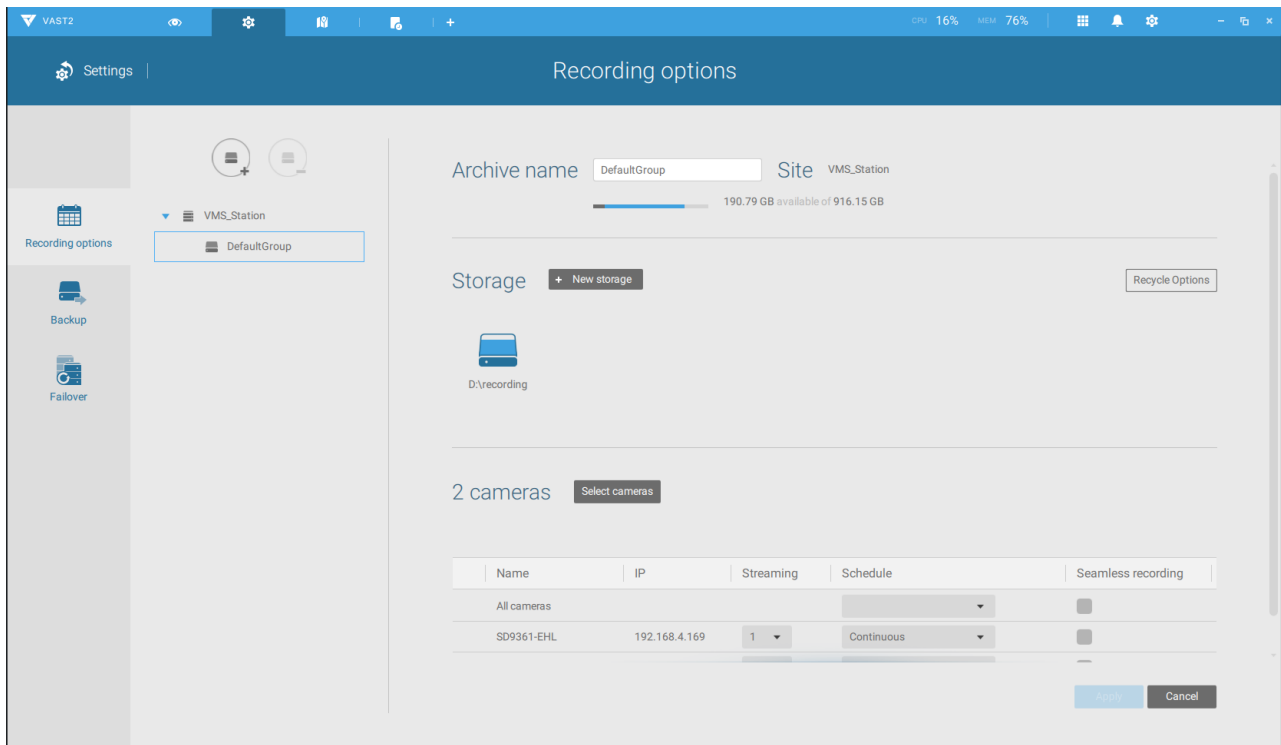 VAST2
CPU 16% MEM 76%
Settings
Recording options
Recording options
Backup
Failover
VMS_Station
DefaultGroup
Archive name DefaultGroup Site VMS_Station
190.79 GB available of 916.15 GB
Storage + New storage Recycle Options
D:\recording
2 cameras Select cameras
Name IP Streaming Schedule Seamless recording
All cameras
SD9361-EHL 192.168.4.169 1 Continuous
Apply Cancel